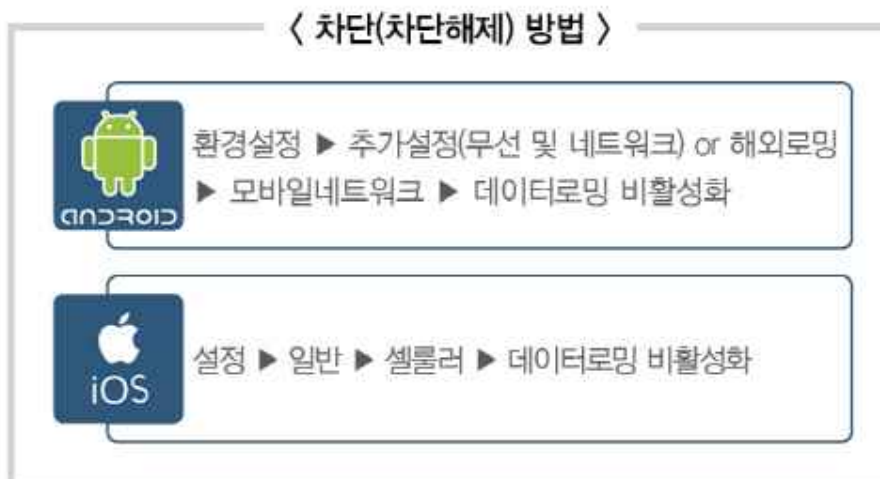 < 차단(차단해제) 방법 >
환경설정 ▶ 추가설정(무선 및 네트워크) or 해외로밍
▶ 모바일네트워크 ▶ 데이터로밍 비활성화
android
설정 ▶ 일반 ▶ 셀룰러 ▶ 데이터로밍 비활성화
iOS